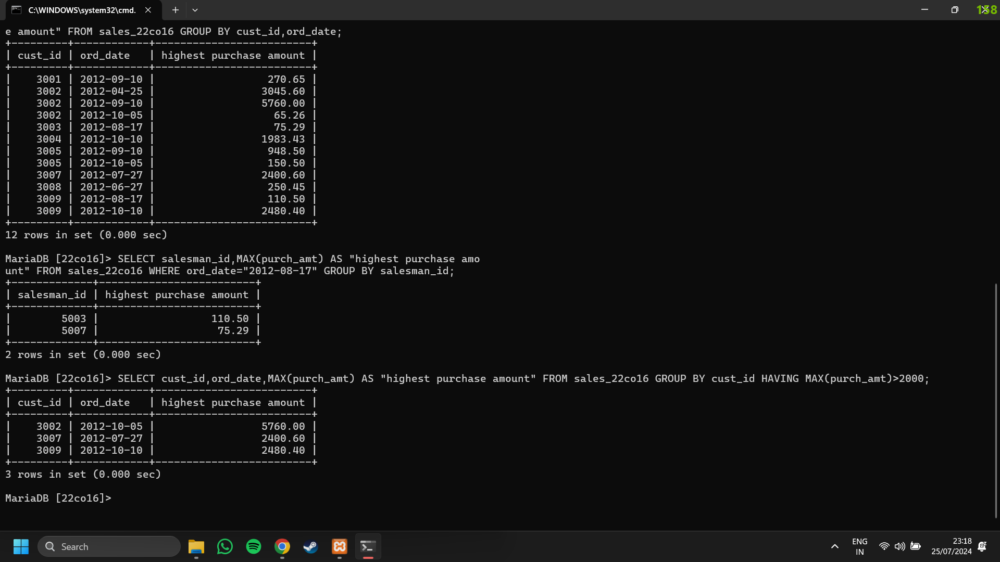 C:\WINDOWS\system32\cmd.
158
e amount" FROM sales_22co16 GROUP BY cust_id,ord_date;
+---------+------------+-------------------------+
| cust_id | ord_date   | highest purchase amount |
+---------+------------+-------------------------+
|    3001 | 2012-09-10 |                  270.65 |
|    3002 | 2012-04-25 |                 3045.60 |
|    3002 | 2012-09-10 |                 5760.00 |
|    3002 | 2012-10-05 |                   65.26 |
|    3003 | 2012-08-17 |                   75.29 |
|    3004 | 2012-10-10 |                 1983.43 |
|    3005 | 2012-09-10 |                  948.50 |
|    3005 | 2012-10-05 |                  150.50 |
|    3007 | 2012-07-27 |                 2400.60 |
|    3008 | 2012-06-27 |                  250.45 |
|    3009 | 2012-08-17 |                  110.50 |
|    3009 | 2012-10-10 |                 2480.40 |
+---------+------------+-------------------------+
12 rows in set (0.000 sec)
MariaDB [22co16]> SELECT salesman_id,MAX(purch_amt) AS "highest purchase amo
unt" FROM sales_22co16 WHERE ord_date="2012-08-17" GROUP BY salesman_id;
+-------------+-------------------------+
| salesman_id | highest purchase amount |
+-------------+-------------------------+
|        5003 |                  110.50 |
|        5007 |                   75.29 |
+-------------+-------------------------+
2 rows in set (0.000 sec)
MariaDB [22co16]> SELECT cust_id,ord_date,MAX(purch_amt) AS "highest purchase amount" FROM sales_22co16 GROUP BY cust_id HAVING MAX(purch_amt)>2000;
+---------+------------+-------------------------+
| cust_id | ord_date   | highest purchase amount |
+---------+------------+-------------------------+
|    3002 | 2012-10-05 |                 5760.00 |
|    3007 | 2012-07-27 |                 2400.60 |
|    3009 | 2012-10-10 |                 2480.40 |
+---------+------------+-------------------------+
3 rows in set (0.000 sec)
MariaDB [22co16]>
Search
ENG
IN
23:18
25/07/2024